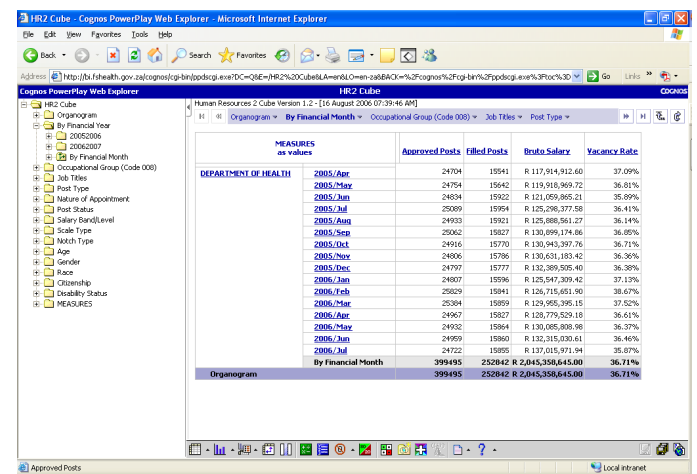 HR2 Cube - Cognos PowerPlay Web Explorer - Microsoft Internet Explorer
File Edit View Favorites Tools Help
Back Search Favorites
Address http://bi.fshealth.gov.za/cognos/cgi-bin/ppdscgi.exe?DC=Q&E=/HR2%20Cube&LA=en&LO=en-za&BACK=%2Fcognos%2Fcgi-bin%2Fppdscgi.exe%3Ftoc%3D Go Links »
Cognos PowerPlay Web Explorer HR2 Cube COGNOS
HR2 Cube
Organogram
By Financial Year
20052006
20062007
By Financial Month
Occupational Group (Code 008)
Job Titles
Post Type
Nature of Appointment
Post Status
Salary Band/Level
Scale Type
Notch Type
Age
Gender
Race
Citizenship
Disability Status
MEASURES
Human Resources 2 Cube Version 1.2 - [16 August 2006 07:39:46 AM]
Organogram By Financial Month Occupational Group (Code 008) Job Titles Post Type
MEASURES
as values Approved Posts Filled Posts Bruto Salary Vacancy Rate
DEPARTMENT OF HEALTH 2005/Apr 24704 15541 R 117,914,912.60 37.09%
2005/May 24754 15642 R 119,918,969.72 36.81%
2005/Jun 24834 15922 R 121,059,865.21 35.89%
2005/Jul 25089 15954 R 125,298,377.58 36.41%
2005/Aug 24933 15921 R 125,888,561.27 36.14%
2005/Sep 25062 15827 R 130,899,174.86 36.85%
2005/Oct 24916 15770 R 130,943,397.76 36.71%
2005/Nov 24806 15786 R 130,631,183.42 36.36%
2005/Dec 24797 15777 R 132,389,505.40 36.38%
2006/Jan 24807 15596 R 125,547,309.42 37.13%
2006/Feb 25829 15841 R 126,715,651.90 38.67%
2006/Mar 25384 15859 R 129,955,395.15 37.52%
2006/Apr 24967 15827 R 128,779,529.18 36.61%
2006/May 24932 15864 R 130,085,808.98 36.37%
2006/Jun 24959 15860 R 132,315,030.61 36.46%
2006/Jul 24722 15855 R 137,015,971.94 35.87%
By Financial Month 399495 252842 R 2,045,358,645.00 36.71%
Organogram 399495 252842 R 2,045,358,645.00 36.71%
Approved Posts Local intranet